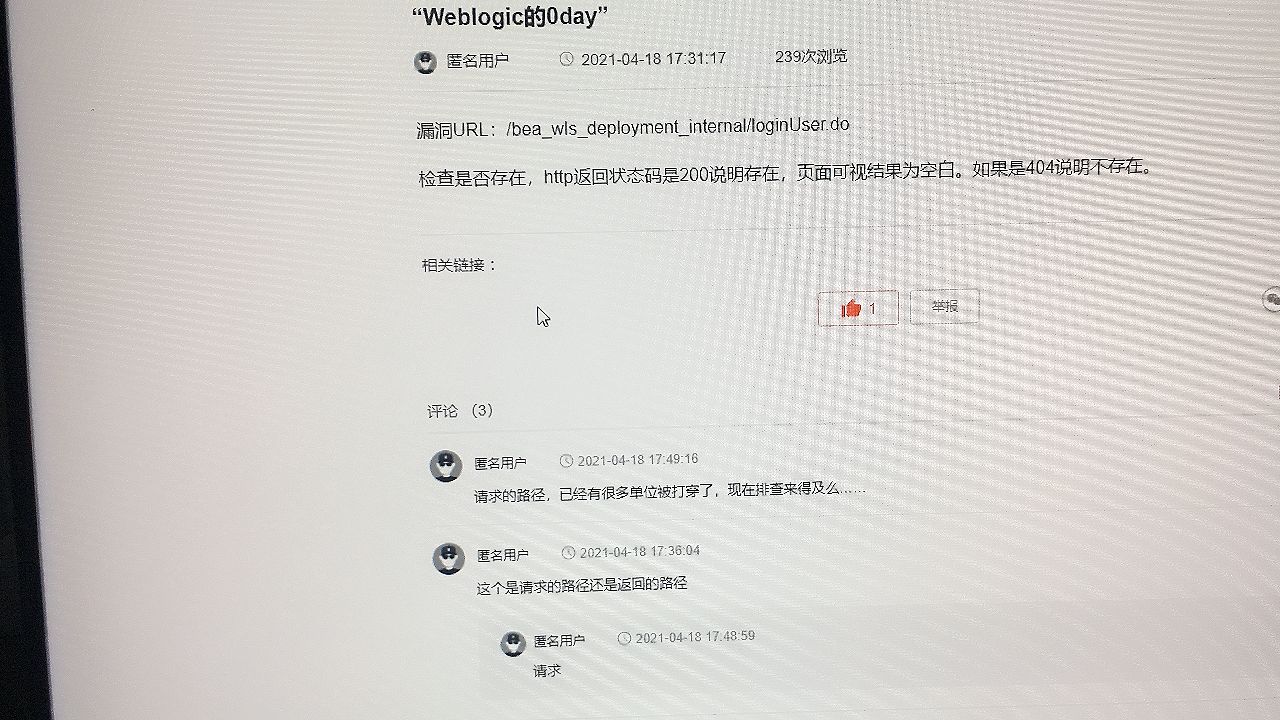 “Weblogic的0day”
匿名用户 2021-04-18 17:31:17 239次浏览
漏洞URL：/bea_wls_deployment_internal/loginUser.do
检查是否存在，http返回状态码是200说明存在，页面可视结果为空白。如果是404说明不存在。
相关链接：
1 举报
评论 （3）
匿名用户 2021-04-18 17:49:16
请求的路径，已经有很多单位被打穿了，现在排查来得及么……
匿名用户 2021-04-18 17:36:04
这个是请求的路径还是返回的路径
匿名用户 2021-04-18 17:48:59
请求